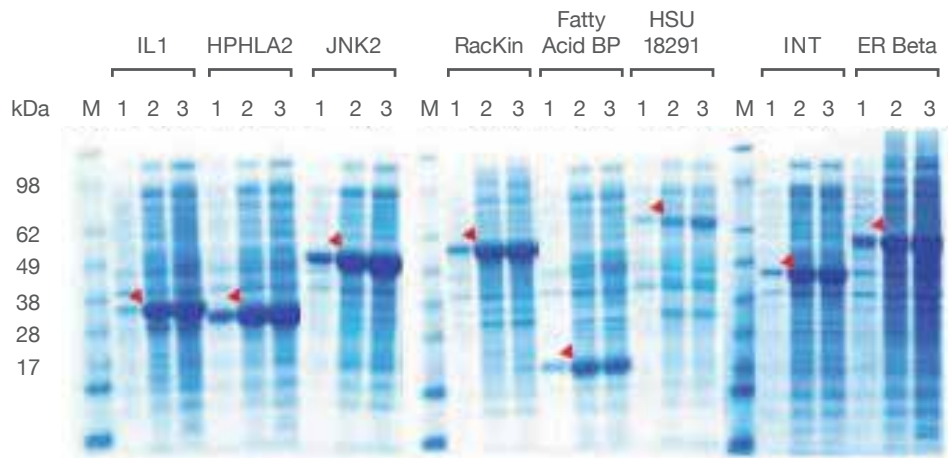 Fatty HSU
IL1 HPHLA2 JNK2 RacKin Acid BP 18291 INT ER Beta
kDa M 1 2 3 1 2 3 1 2 3 M 1 2 3 1 2 3 1 2 3 M 1 2 3 1 2 3
98
62
49
38
28
17